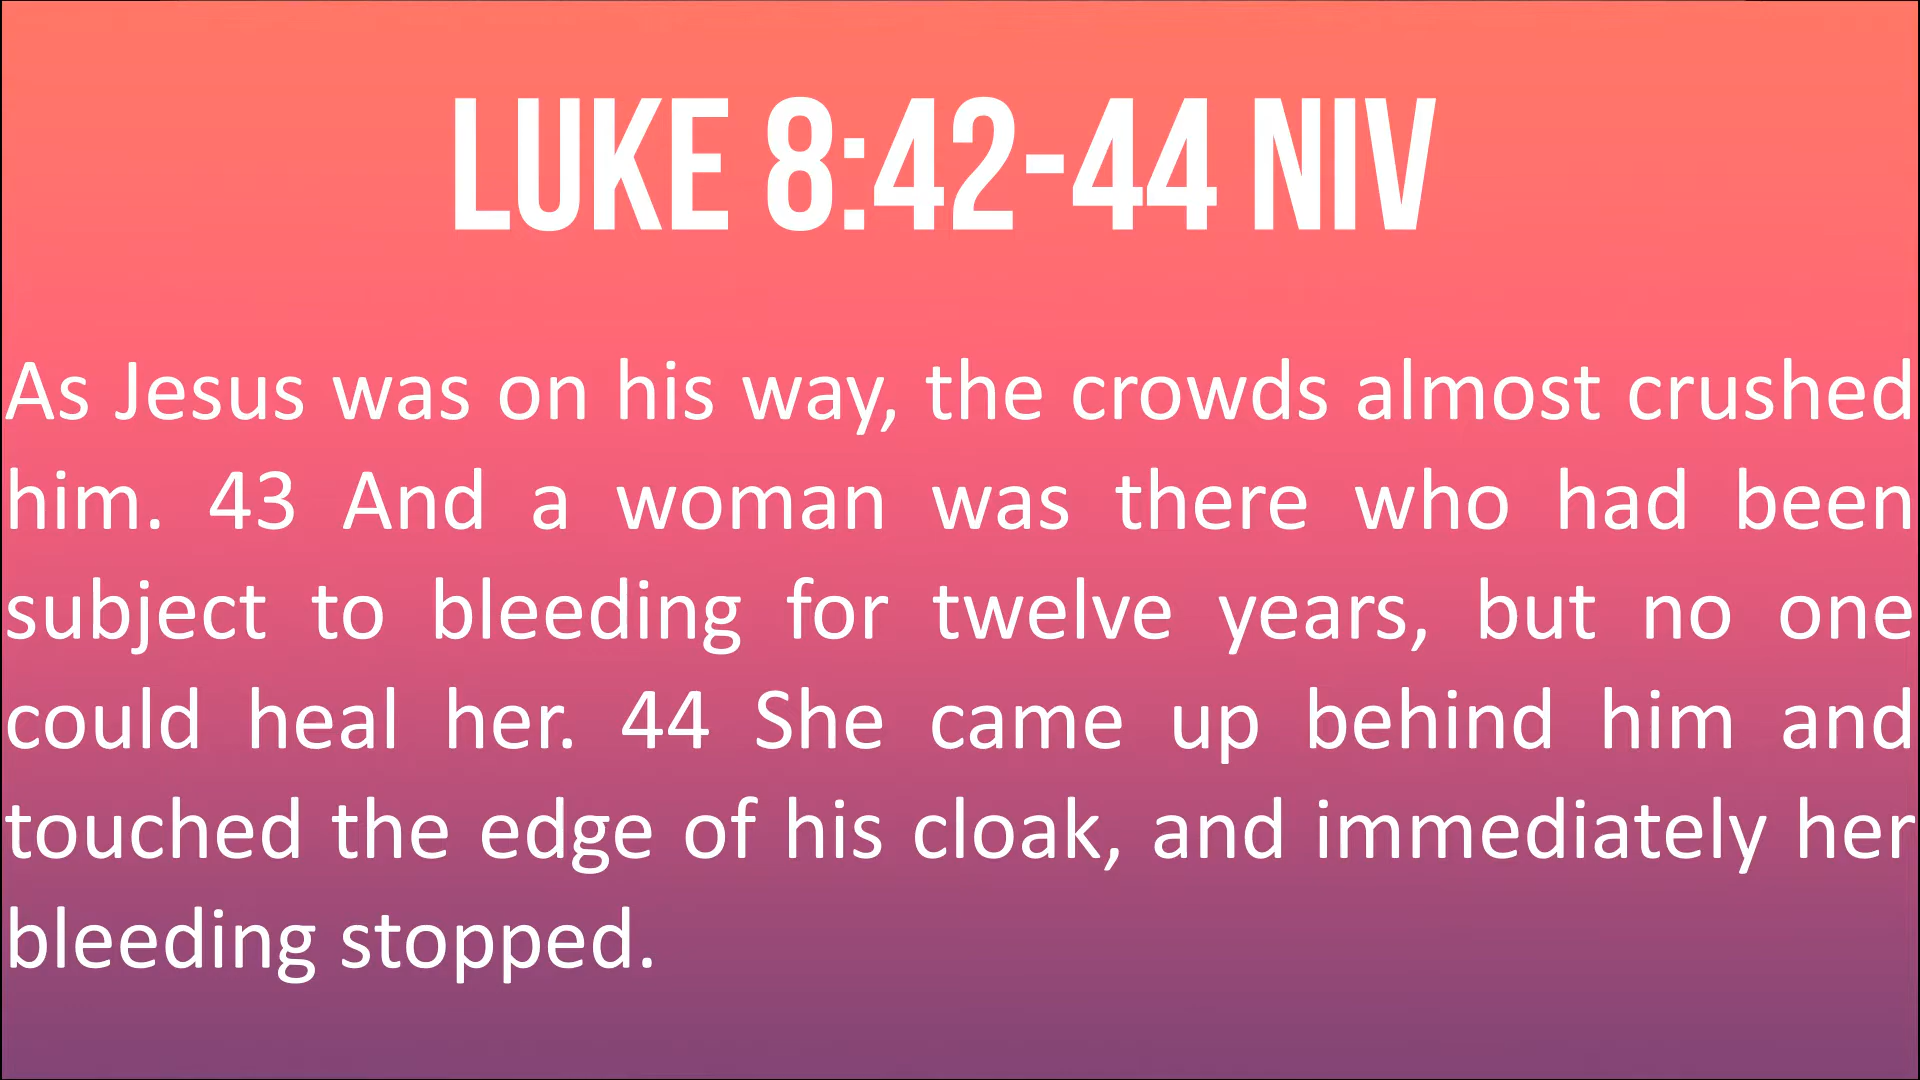 LUKE 8:42-44 NIV
As Jesus was on his way, the crowds almost crushed
him. 43 And a woman was there who had been
subject to bleeding for twelve years, but no one
could heal her. 44 She came up behind him and
touched the edge of his cloak, and immediately her
bleeding stopped.